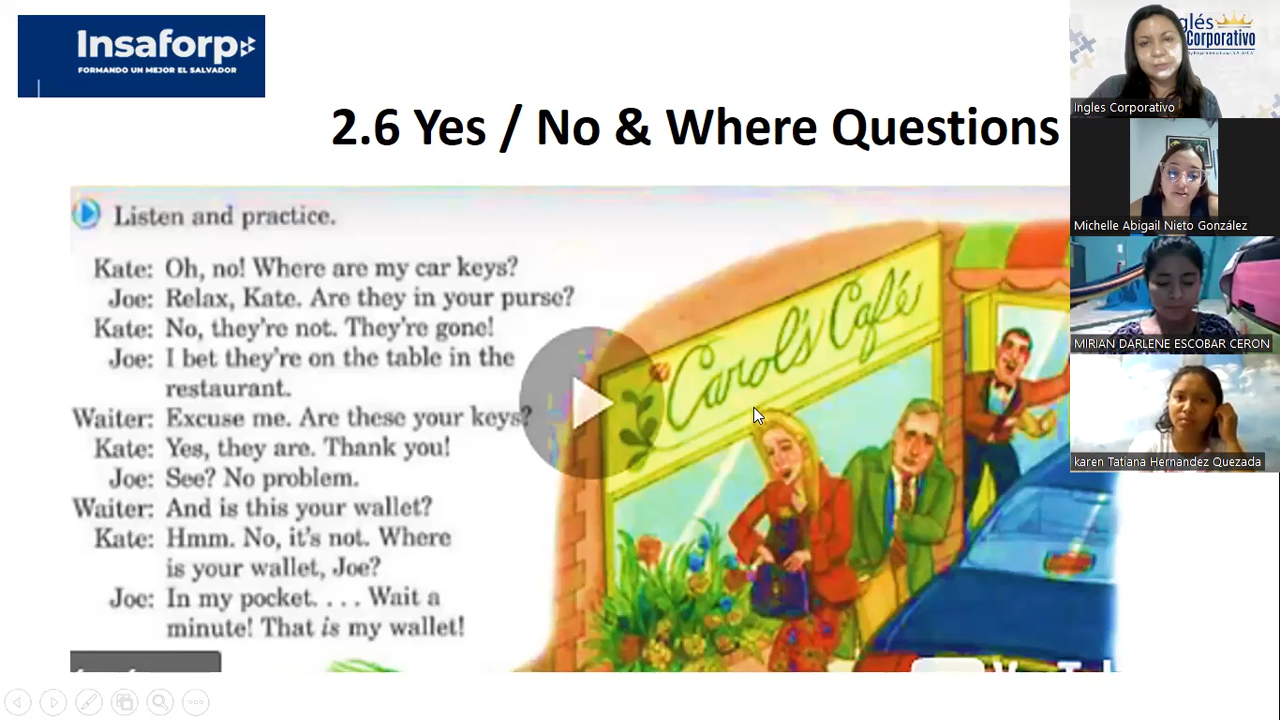 Insaforp
FORMANDO UN MEJOR EL SALVADOR
2.6 Yes / No & Where Questions
Listen and practice.
Kate: Oh, no! Where are my car keys?
Joe: Relax, Kate. Are they in your purse?
Kate: No, they're not. They're gone!
Joe: I bet they're on the table in the
restaurant.
Waiter: Excuse me. Are these your keys?
Kate: Yes, they are. Thank you!
Joe: See? No problem.
Waiter: And is this your wallet?
Kate: Hmm. No, it's not. Where
is your wallet, Joe?
Joe: In my pocket. . . . Wait a
minute! That is my wallet!
Carol's Café
glés
Corporativo
Ingles Corporativo
Michelle Abigail Nieto González
MIRIAN DARLENE ESCOBAR CERON
karen Tatiana Hernandez Quezada